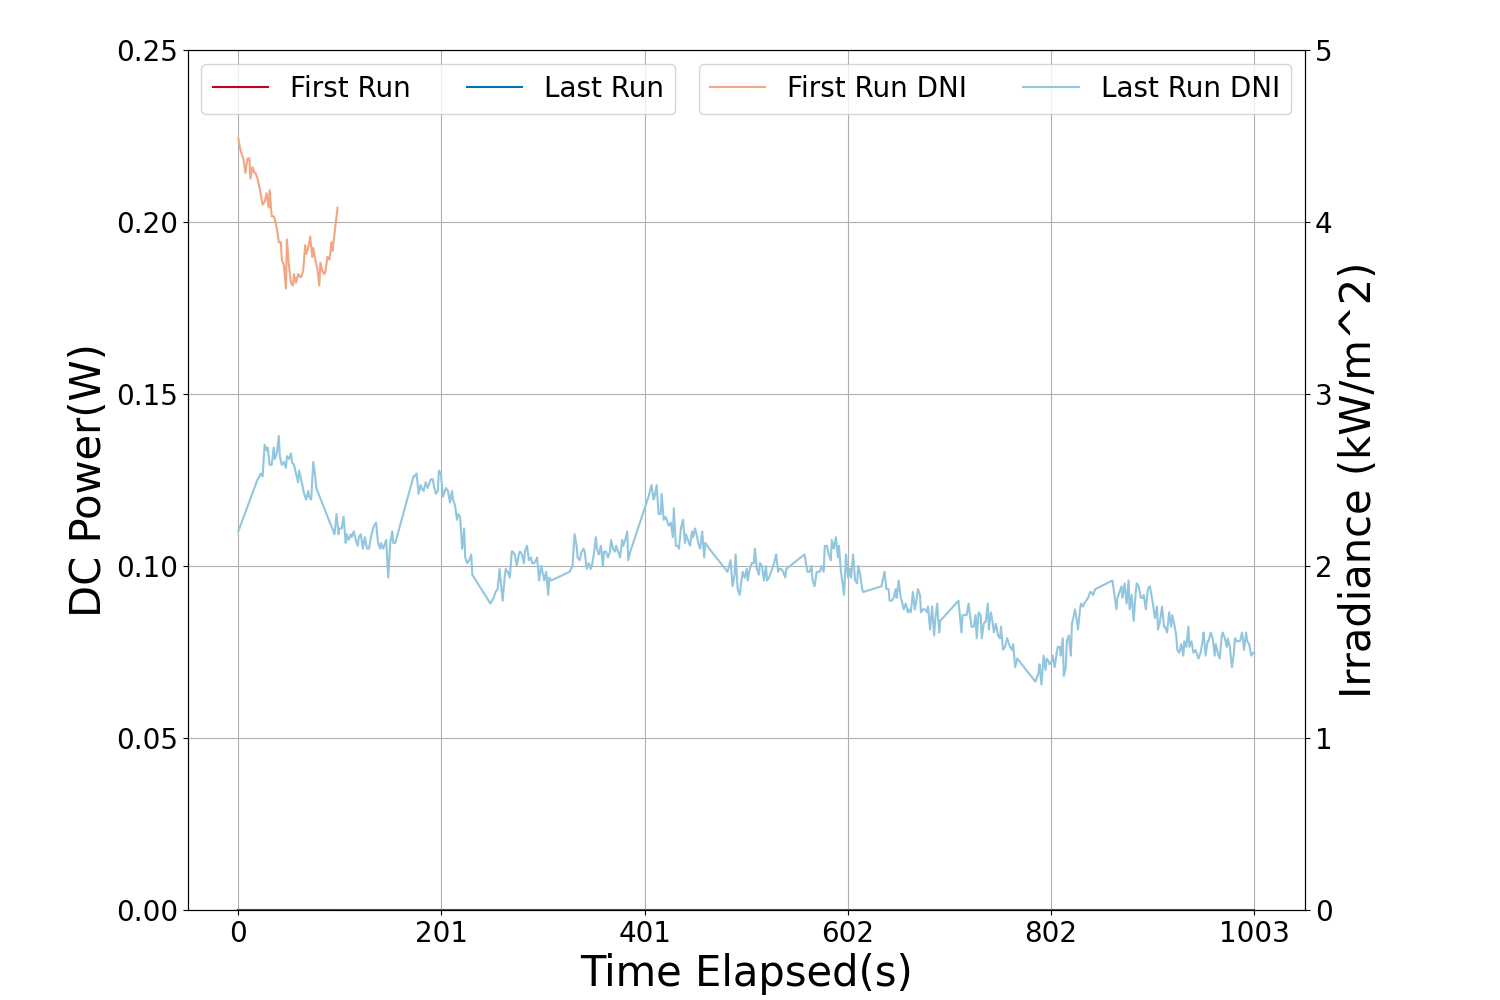 First Run Last Run First Run DNI Last Run DNI
DC Power(W)
0.25
0.20
0.15
0.10
0.05
0.00
5
4
3
2
1
0
Irradiance (kW/m^2)
0 201 401 602 802 1003
Time Elapsed(s)